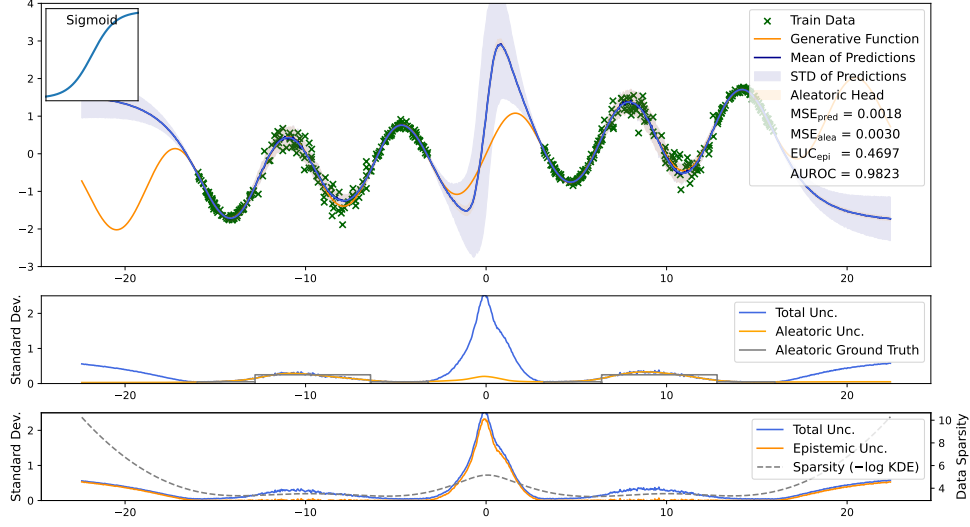 Sigmoid
4
3
2
1
0
−1
−2
−3
Train Data
Generative Function
Mean of Predictions
STD of Predictions
Aleatoric Head
MSEpred = 0.0018
MSEalea = 0.0030
EUCepi = 0.4697
AUROC = 0.9823
−20 −10 0 10 20
Standard Dev.
2
1
0
Total Unc.
Aleatoric Unc.
Aleatoric Ground Truth
−20 −10 0 10 20
Standard Dev.
2
1
0
Total Unc.
Epistemic Unc.
Sparsity (−log KDE)
10
8
6
4
Data Sparsity
−20 −10 0 10 20